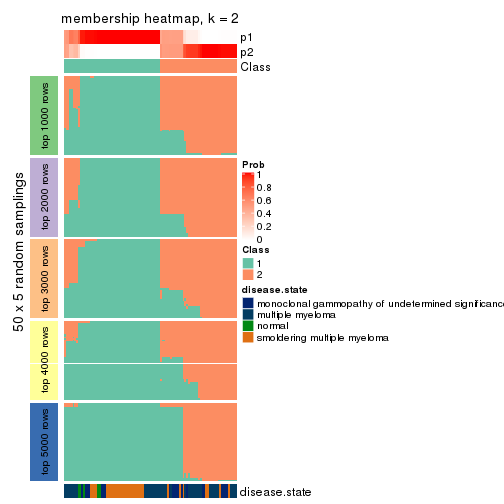 membership heatmap, k = 2
p1
p2
Class
50 x 5 random samplings
top 1000 rows
top 2000 rows
top 3000 rows
top 4000 rows
top 5000 rows
Prob
1
0.8
0.6
0.4
0.2
0
Class
1
2
disease.state
monoclonal gammopathy of undetermined significance
multiple myeloma
normal
smoldering multiple myeloma
disease.state